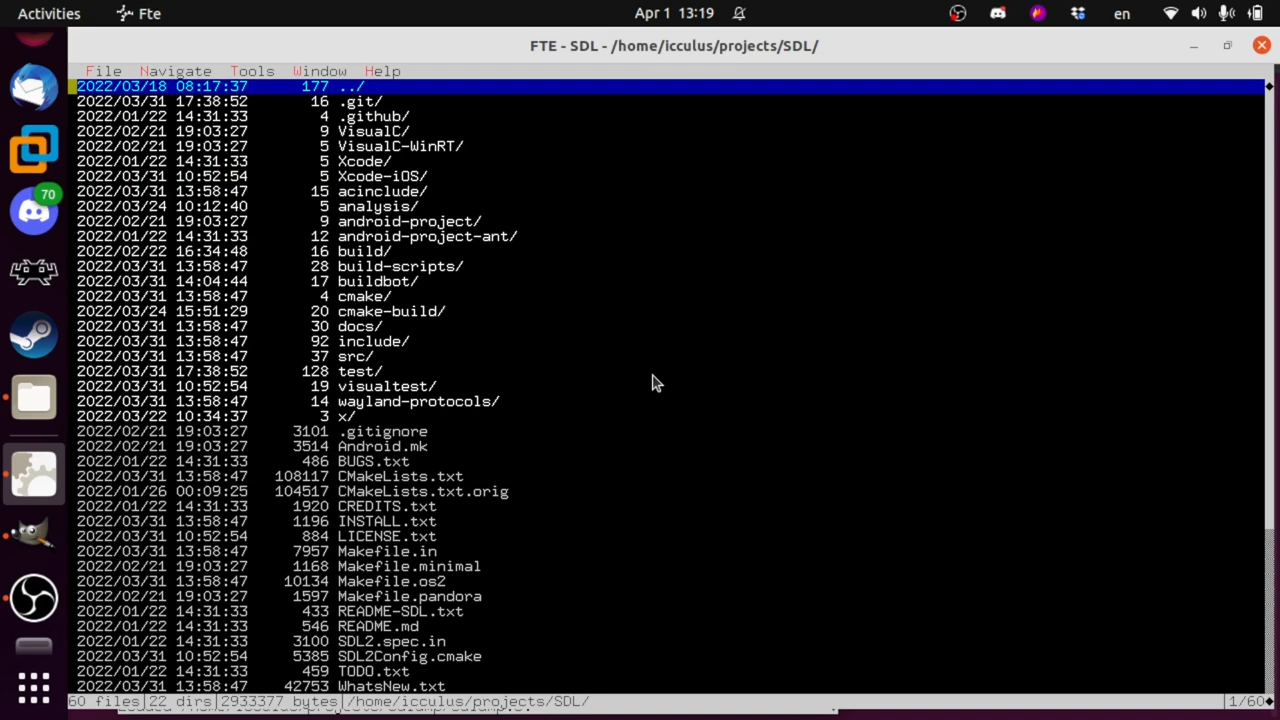 Activities Fte Apr 1 13:19 en
FTE - SDL - /home/icculus/projects/SDL/
File Navigate Tools Window Help
2022/03/18 08:17:37 177 ../
2022/03/31 17:38:52 16 .git/
2022/01/22 14:31:33 4 .github/
2022/02/21 19:03:27 9 VisualC/
2022/02/21 19:03:27 5 VisualC-WinRT/
2022/01/22 14:31:33 5 Xcode/
2022/03/31 10:52:54 5 Xcode-iOS/
2022/03/31 13:58:47 15 acinclude/
2022/03/24 10:12:40 5 analysis/
2022/02/21 19:03:27 9 android-project/
2022/01/22 14:31:33 12 android-project-ant/
2022/02/22 16:34:48 16 build/
2022/03/31 13:58:47 28 build-scripts/
2022/03/31 14:04:44 17 buildbot/
2022/03/31 13:58:47 4 cmake/
2022/03/24 15:51:29 20 cmake-build/
2022/03/31 13:58:47 30 docs/
2022/03/31 13:58:47 92 include/
2022/03/31 13:58:47 37 src/
2022/03/31 17:38:52 128 test/
2022/03/31 10:52:54 19 visualtest/
2022/03/31 13:58:47 14 wayland-protocols/
2022/03/22 10:34:37 3 x/
2022/02/21 19:03:27 3101 .gitignore
2022/02/21 19:03:27 3514 Android.mk
2022/01/22 14:31:33 486 BUGS.txt
2022/03/31 13:58:47 108117 CMakeLists.txt
2022/01/26 00:09:25 104517 CMakeLists.txt.orig
2022/01/22 14:31:33 1920 CREDITS.txt
2022/03/31 13:58:47 1196 INSTALL.txt
2022/03/31 10:52:54 884 LICENSE.txt
2022/03/31 13:58:47 7957 Makefile.in
2022/02/21 19:03:27 1168 Makefile.minimal
2022/03/31 13:58:47 10134 Makefile.os2
2022/02/21 19:03:27 1597 Makefile.pandora
2022/01/22 14:31:33 433 README-SDL.txt
2022/01/22 14:31:33 546 README.md
2022/01/22 14:31:33 3100 SDL2.spec.in
2022/03/31 10:52:54 5385 SDL2Config.cmake
2022/01/22 14:31:33 459 TODO.txt
2022/03/31 13:58:47 42753 WhatsNew.txt
60 files|22 dirs|2933377 bytes|/home/icculus/projects/SDL/ |1/60
70